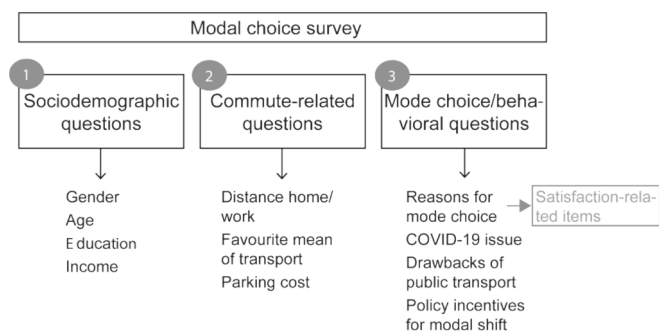 Modal choice survey
1
Sociodemographic
questions
2
Commute-related
questions
3
Mode choice/beha-
vioral questions
Gender
Age
Education
Income
Distance home/
work
Favourite mean
of transport
Parking cost
Reasons for
mode choice
COVID-19 issue
Drawbacks of
public transport
Policy incentives
for modal shift
Satisfaction-rela-
ted items